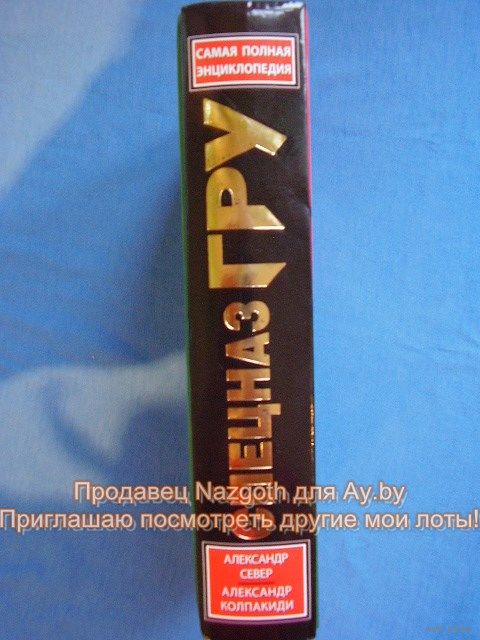 САМАЯ ПОЛНАЯ
ЭНЦИКЛОПЕДИЯ
СПЕЦНАЗ ГРУ
Продавец Nazgoth для Ay.by
Приглашаю посмотреть другие мои лоты!
АЛЕКСАНДР
СЕВЕР
АЛЕКСАНДР
КОЛПАКИДИ